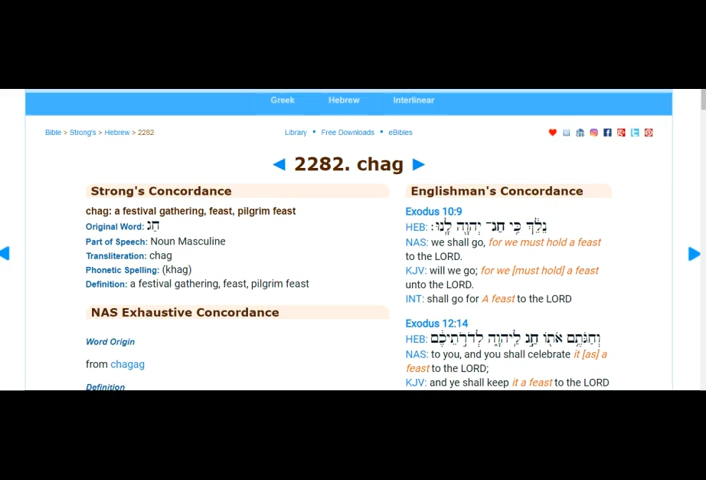 Greek Hebrew interlinear
Bible > Strong's > Hebrew > 2282
Library • Free Downloads • eBibles
◄ 2282. chag ►
Strong's Concordance
chag: a festival gathering, feast, pilgrim feast
Original Word: חַג
Part of Speech: Noun Masculine
Transliteration: chag
Phonetic Spelling: (khag)
Definition: a festival gathering, feast, pilgrim feast
NAS Exhaustive Concordance
Word Origin
from chagag
Definition
Englishman's Concordance
Exodus 10:9
HEB: נֵלֵ֔ךְ כִּ֥י חַג־ יְהוָ֖ה לָֽנוּ׃
NAS: we shall go, for we must hold a feast
to the LORD.
KJV: will we go; for we [must hold] a feast
unto the LORD.
INT: shall go for A feast to the LORD
Exodus 12:14
HEB: וְחַגֹּתֶ֥ם אֹת֖וֹ חַ֣ג לַֽיהוָ֑ה לְדֹרֹ֣תֵיכֶ֔ם
NAS: to you, and you shall celebrate it [as] a
feast to the LORD;
KJV: and ye shall keep it a feast to the LORD